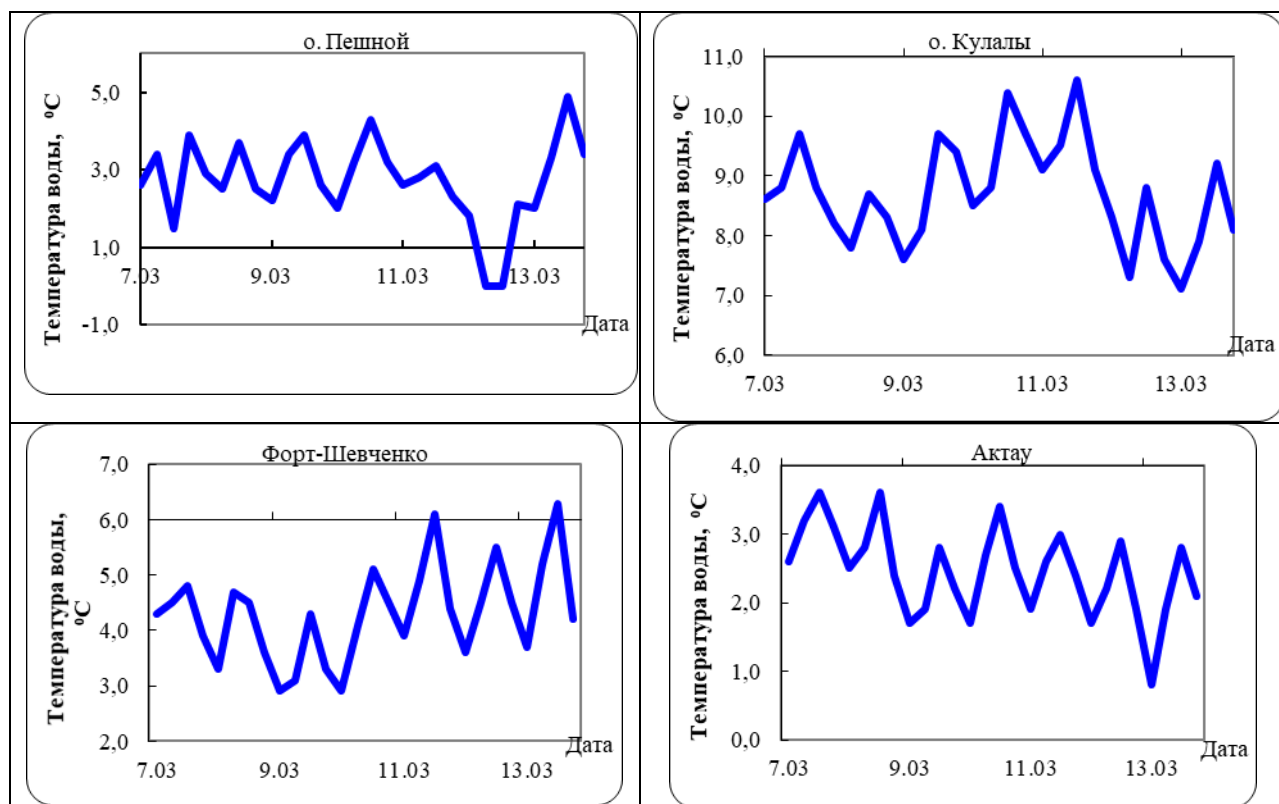 о. Пешной
Температура воды, ⁰С
5,0
3,0
1,0
-1,0
7.03 9.03 11.03 13.03
Дата
о. Кулалы
Температура воды, ⁰С
11,0
10,0
9,0
8,0
7,0
6,0
Дата
7.03 9.03 11.03 13.03
Форт-Шевченко
Температура воды,
⁰С
7,0
6,0
5,0
4,0
3,0
2,0
Дата
7.03 9.03 11.03 13.03
Актау
Температура воды, ⁰С
4,0
3,0
2,0
1,0
0,0
Дата
7.03 9.03 11.03 13.03